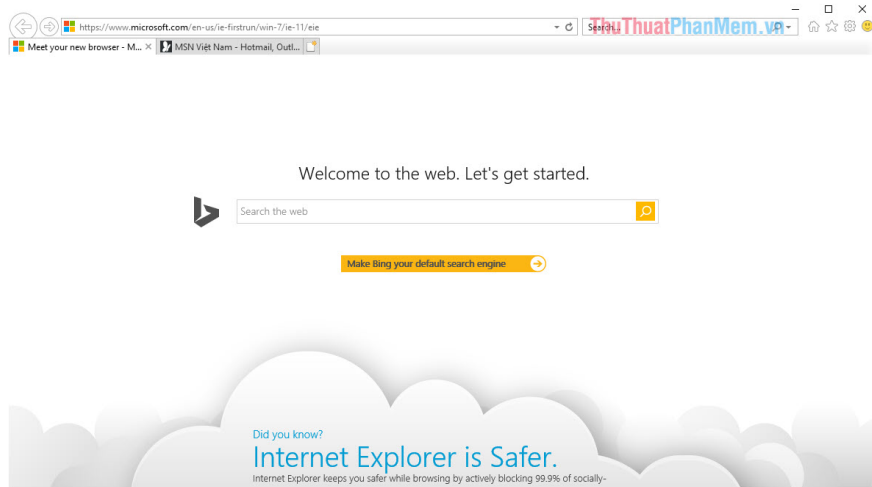 https://www.microsoft.com/en-us/ie-firstrun/win-7/ie-11/eie
Search...
ThuThuatPhanMem.vn
Meet your new browser - M...
MSN Việt Nam - Hotmail, Outl...
Welcome to the web. Let's get started.
Search the web
Make Bing your default search engine
Did you know?
Internet Explorer is Safer.
Internet Explorer keeps you safer while browsing by actively blocking 99.9% of socially-